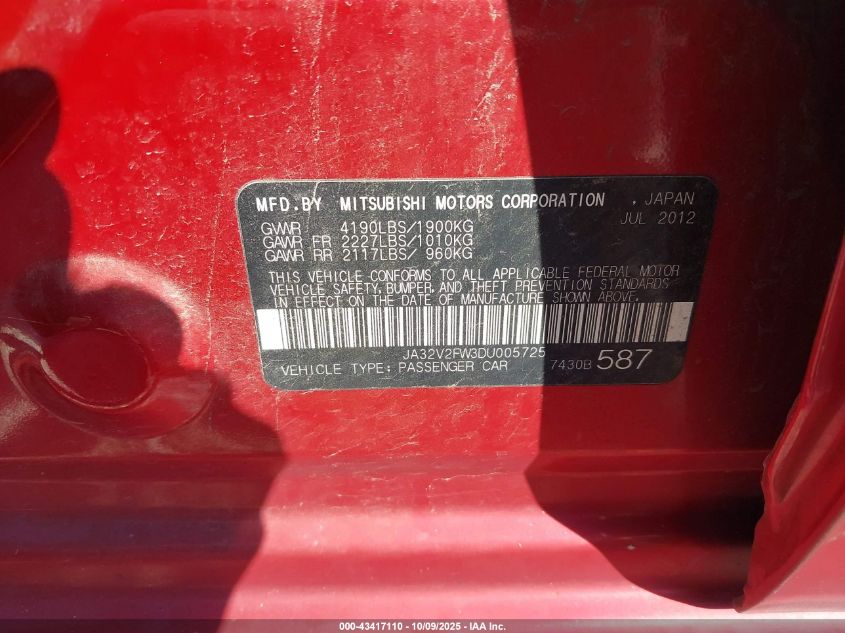 MFD.BY MITSUBISHI MOTORS CORPORATION , JAPAN
JUL 2012
GVWR 4190LBS/1900KG
GAWR FR 2227LBS/1010KG
GAWR RR 2117LBS/ 960KG
THIS VEHICLE CONFORMS TO ALL APPLICABLE FEDERAL MOTOR
VEHICLE SAFETY, BUMPER, AND THEFT PREVENTION STANDARDS
IN EFFECT ON THE DATE OF MANUFACTURE SHOWN ABOVE.
JA32V2FW3DU005725
VEHICLE TYPE: PASSENGER CAR 7430B 587
000-43417110 - 10/09/2025 - IAA Inc.